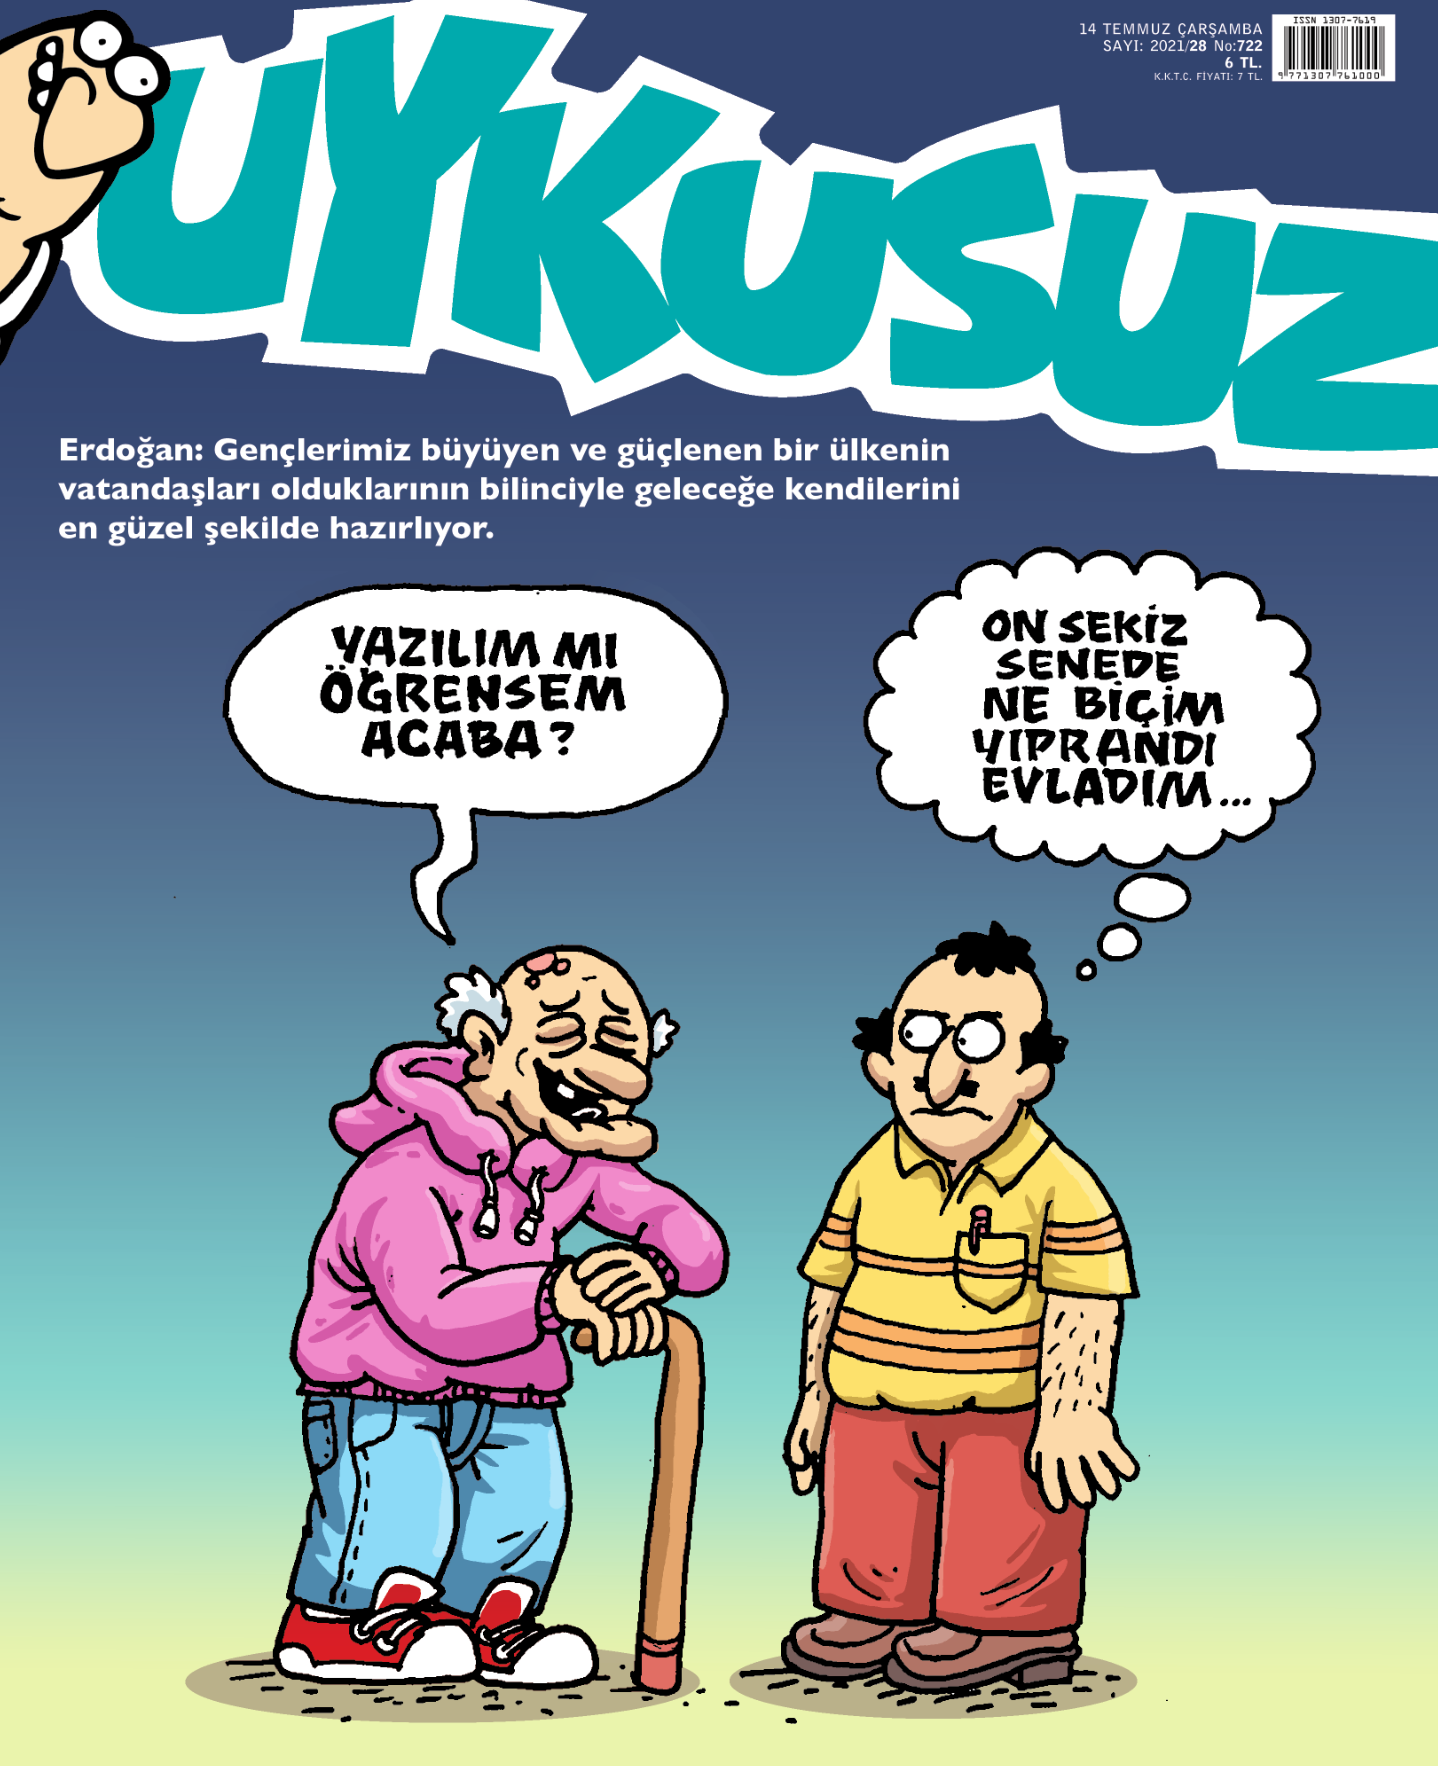 14 TEMMUZ ÇARŞAMBA
SAYI: 2021/28 No:722
6 TL.
K.K.T.C. FİYATI: 7 TL.
ISSN 1307-7619
9 771307 761000
UYKUSUZ
Erdoğan: Gençlerimiz büyüyen ve güçlenen bir ülkenin
vatandaşları olduklarının bilinciyle geleceğe kendilerini
en güzel şekilde hazırlıyor.
YAZILIM MI
ÖĞRENSEM
ACABA?
ON SEKİZ
SENEDE
NE BİÇİM
YIPRANDI
EVLADIM...